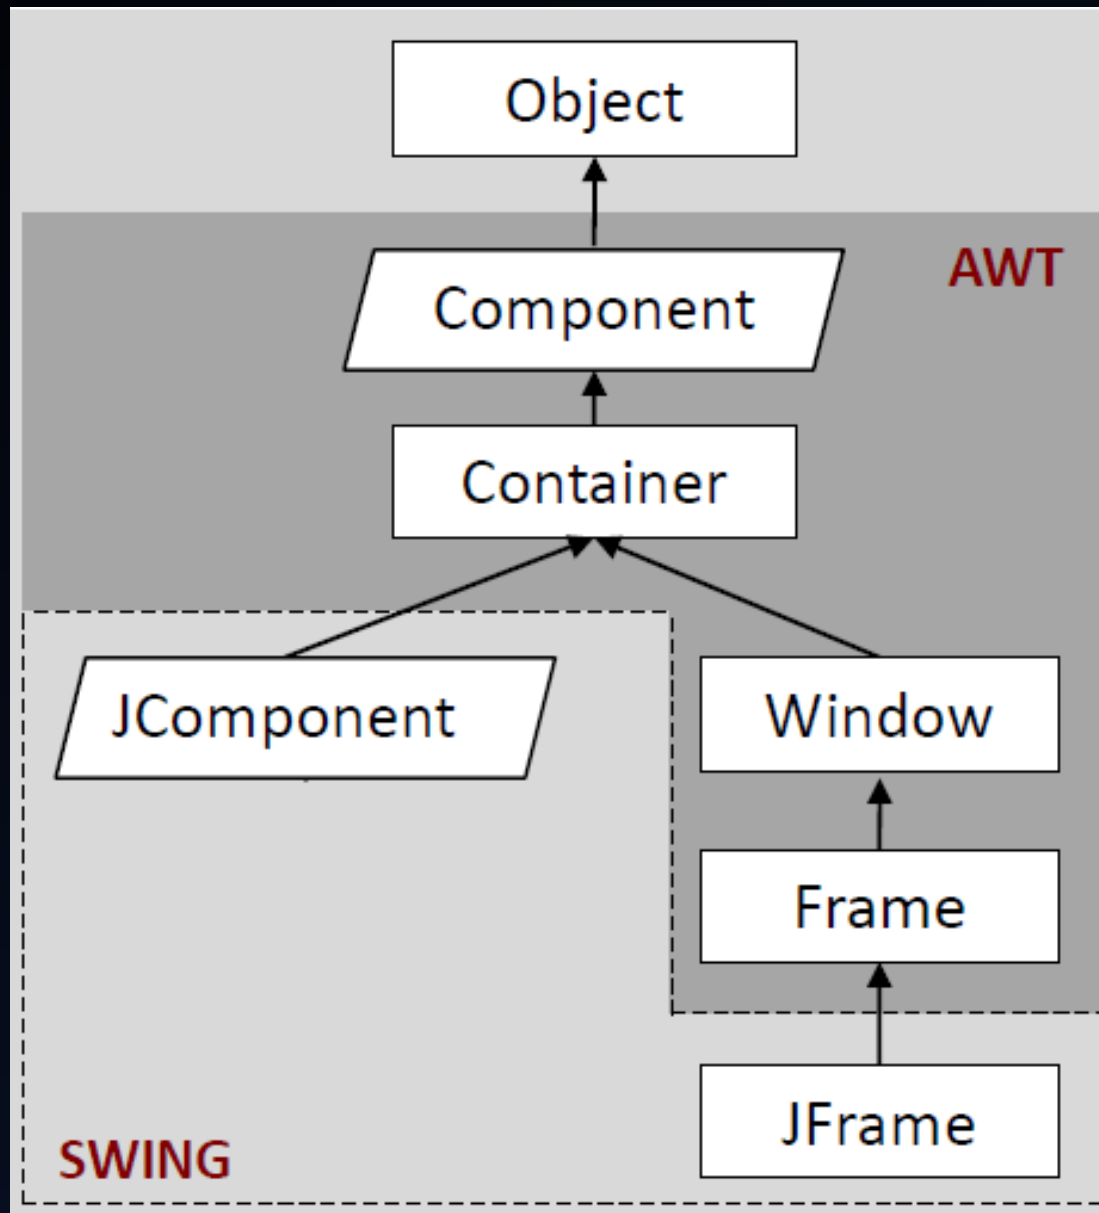 Object
AWT
Component
Container
JComponent
Window
Frame
JFrame
SWING